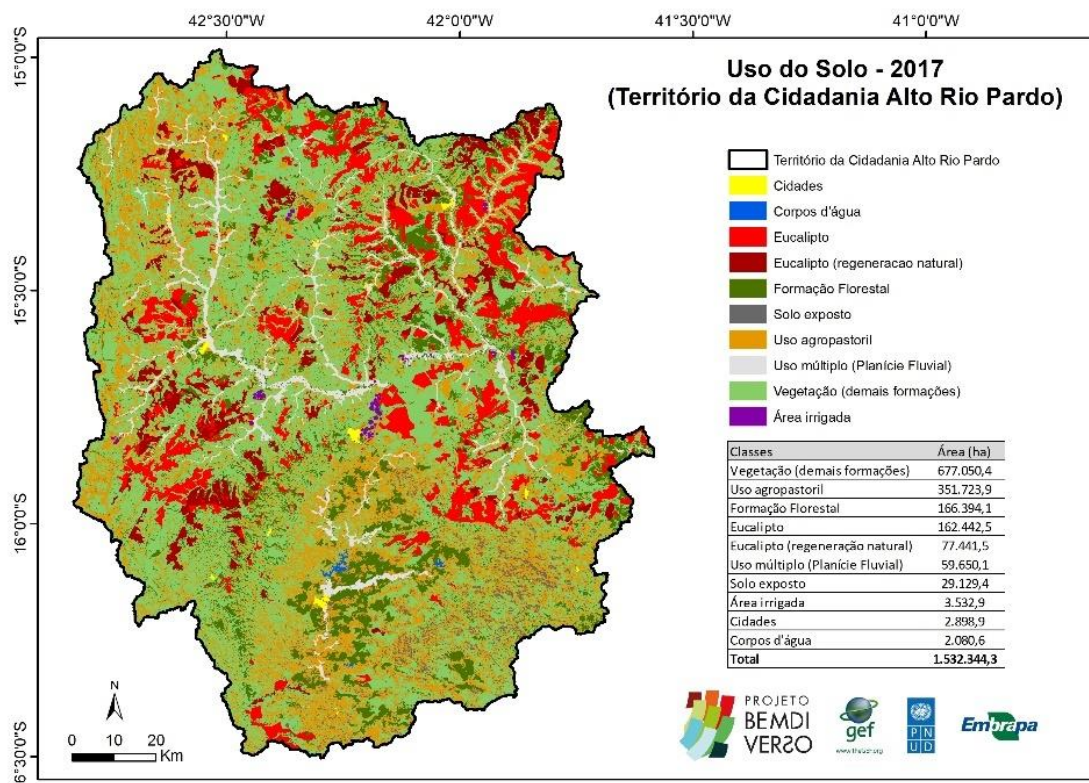 42°30'0"W 42°0'0"W 41°30'0"W 41°0'0"W
15°0'0"S
15°30'0"S
16°0'0"S
6°30'0"S
Uso do Solo - 2017
(Território da Cidadania Alto Rio Pardo)
Território da Cidadania Alto Rio Pardo
Cidades
Corpos d'água
Eucalipto
Eucalipto (regeneracao natural)
Formação Florestal
Solo exposto
Uso agropastoril
Uso múltiplo (Planície Fluvial)
Vegetação (demais formações)
Área irrigada
Classes Área (ha)
Vegetação (demais formações) 677.050,4
Uso agropastoril 351.723,9
Formação Florestal 166.394,1
Eucalipto 162.442,5
Eucalipto (regeneração natural) 77.441,5
Uso múltiplo (Planície Fluvial) 59.650,1
Solo exposto 29.129,4
Área irrigada 3.532,9
Cidades 2.898,9
Corpos d'água 2.080,6
Total 1.532.344,3
N
0 10 20
Km
PROJETO
BEMDI
VERSO
gef
www.theGEF.org
P N
U D
Embrapa